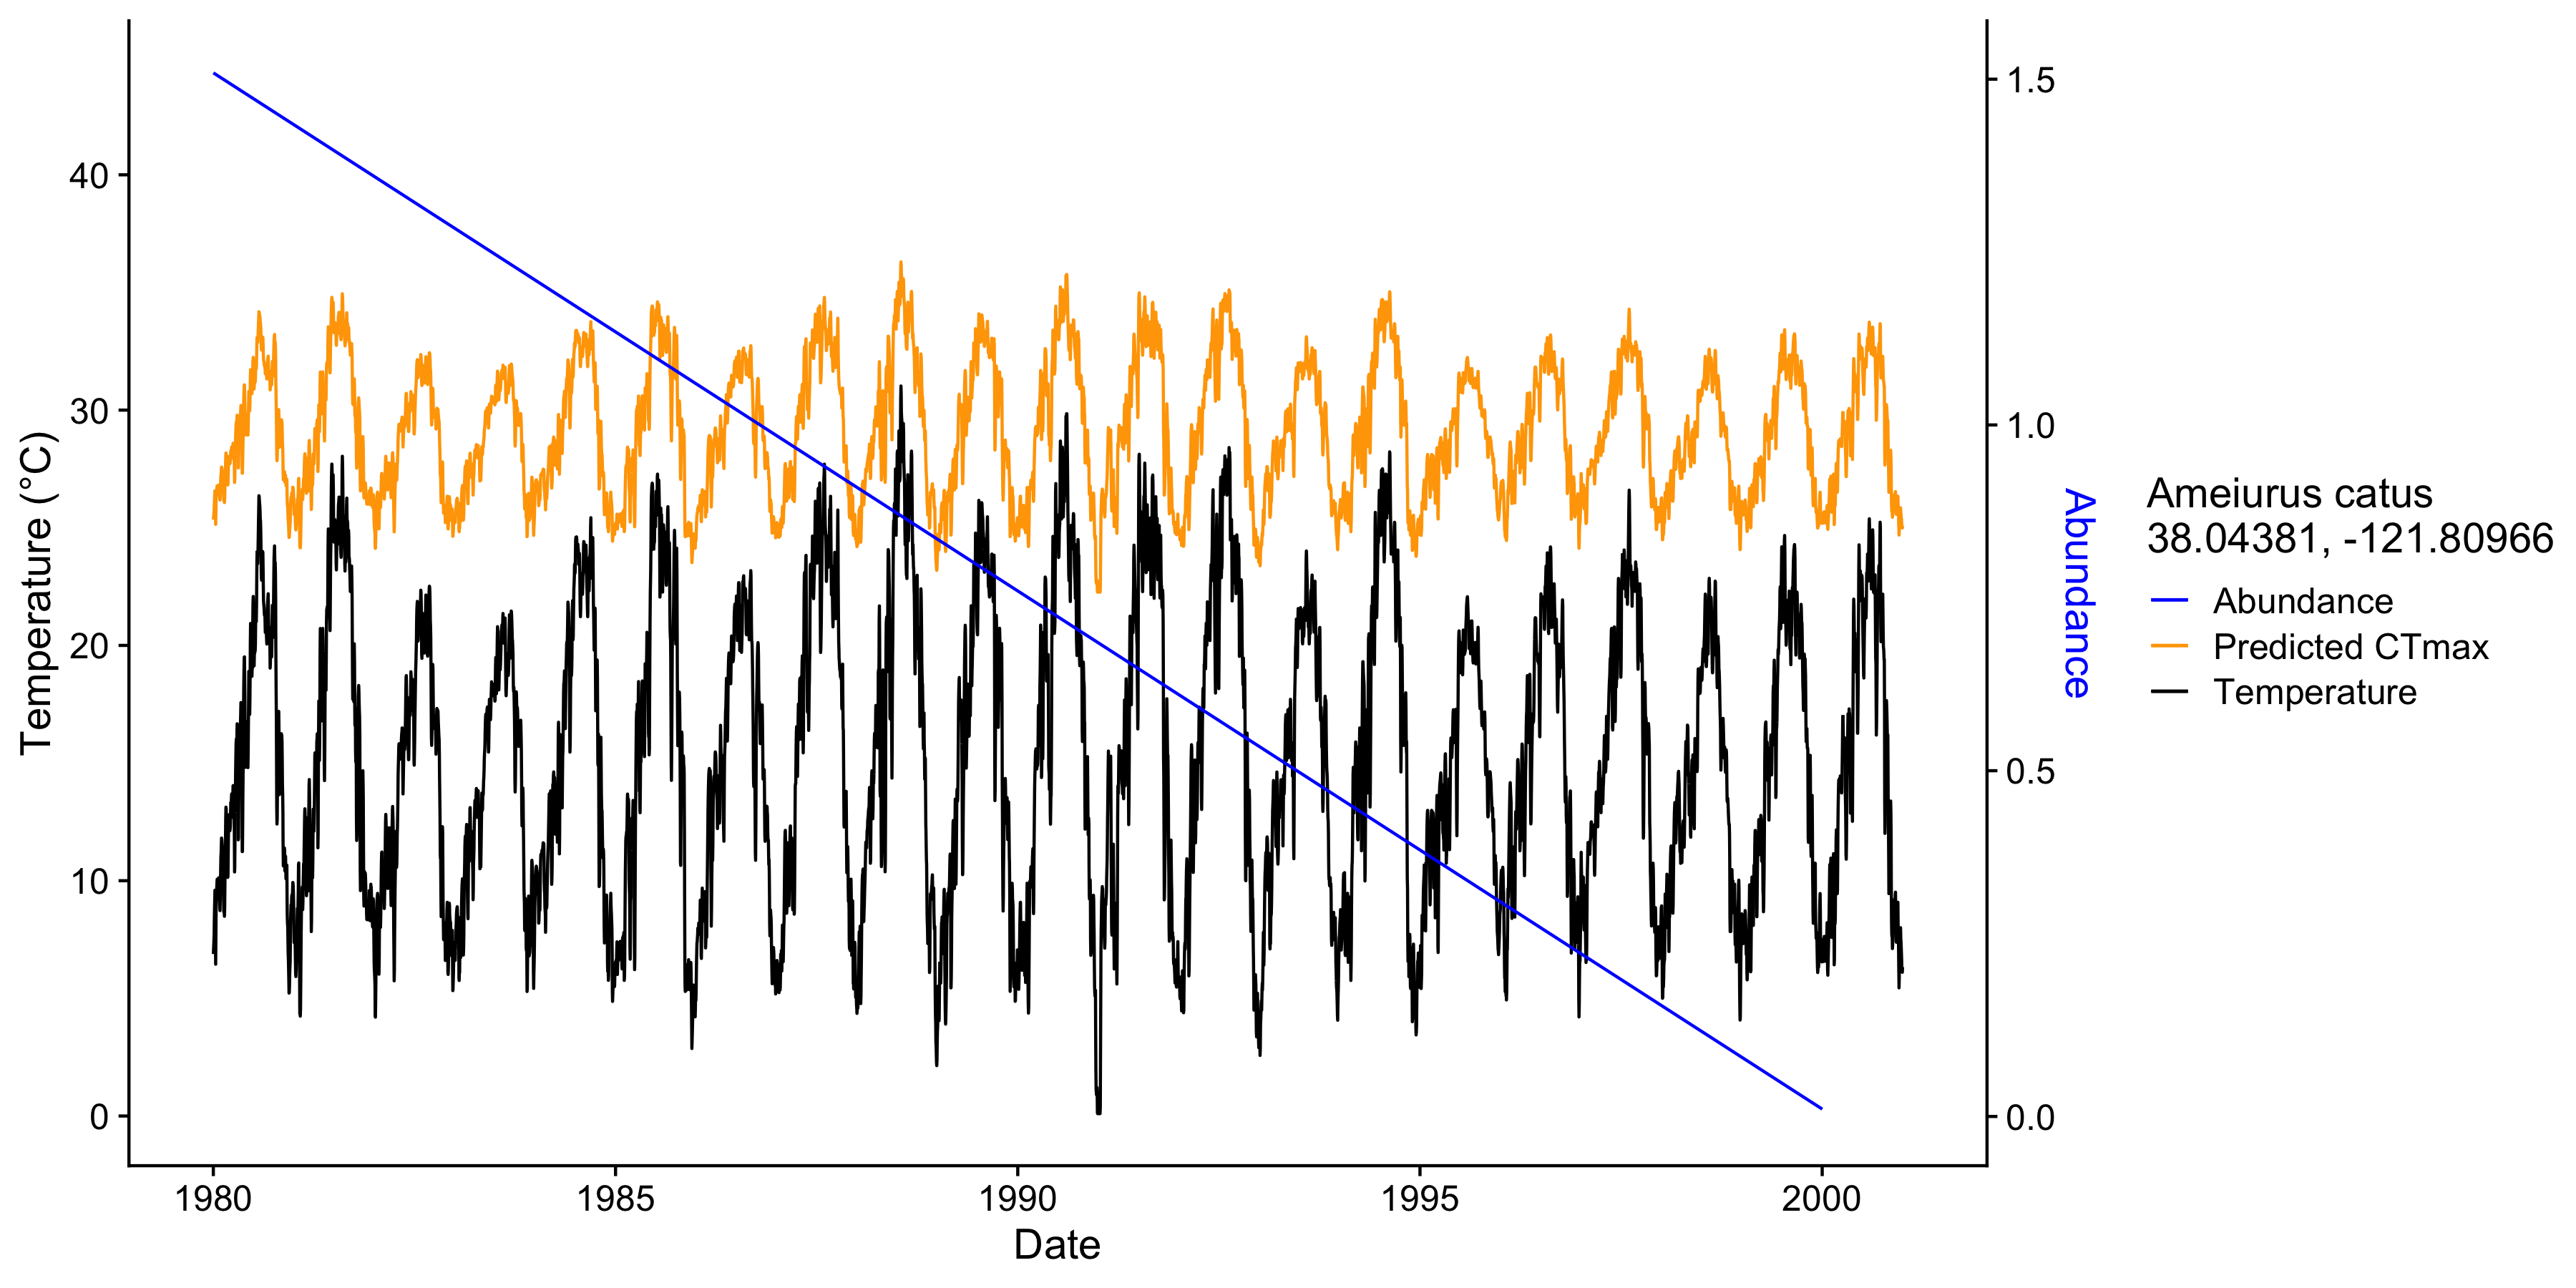 40
30
20
10
0
Temperature (°C)
1980
1985
1990
1995
2000
Date
1.5
1.0
0.5
0.0
Abundance
Ameiurus catus
38.04381, -121.80966
Abundance
Predicted CTmax
Temperature